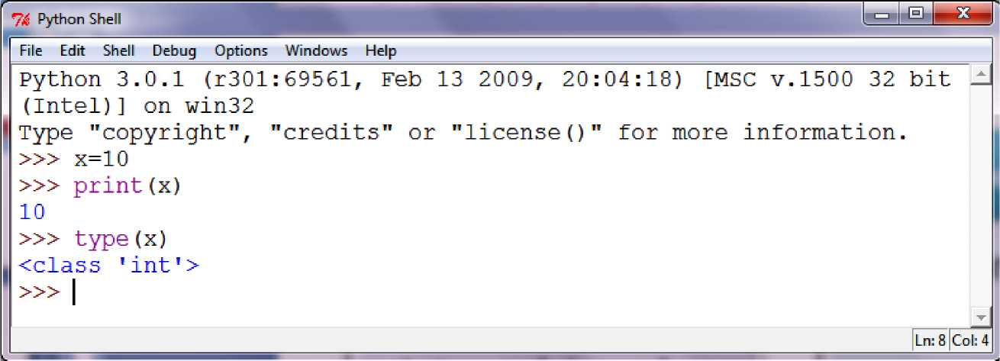 Python Shell
File Edit Shell Debug Options Windows Help
Python 3.0.1 (r301:69561, Feb 13 2009, 20:04:18) [MSC v.1500 32 bit
(Intel)] on win32
Type "copyright", "credits" or "license()" for more information.
>>> x=10
>>> print(x)
10
>>> type(x)
<class 'int'>
>>>
Ln: 8 Col: 4